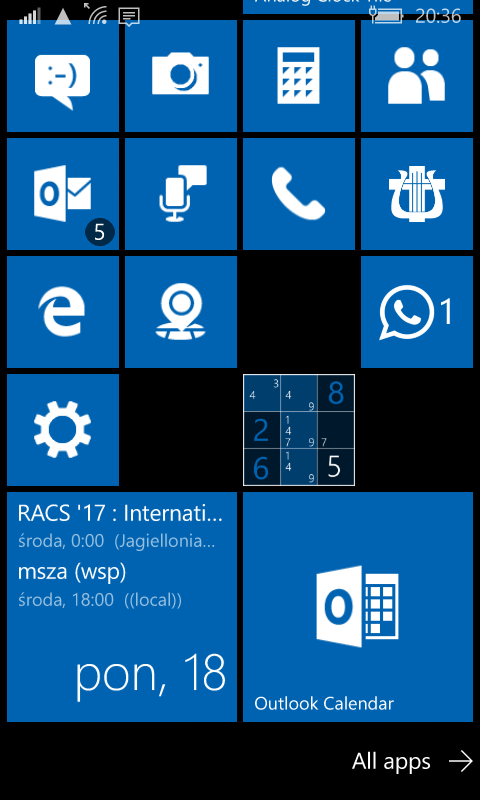 Analog Clock Tile
20:36
:-)
5
1
3
4 4 8
9
1
2 4
7 9 7
1
6 4 5
9
RACS '17 : Internati...
środa, 0:00 (Jagiellonia...
msza (wsp)
środa, 18:00 ((local))
pon, 18
Outlook Calendar
All apps